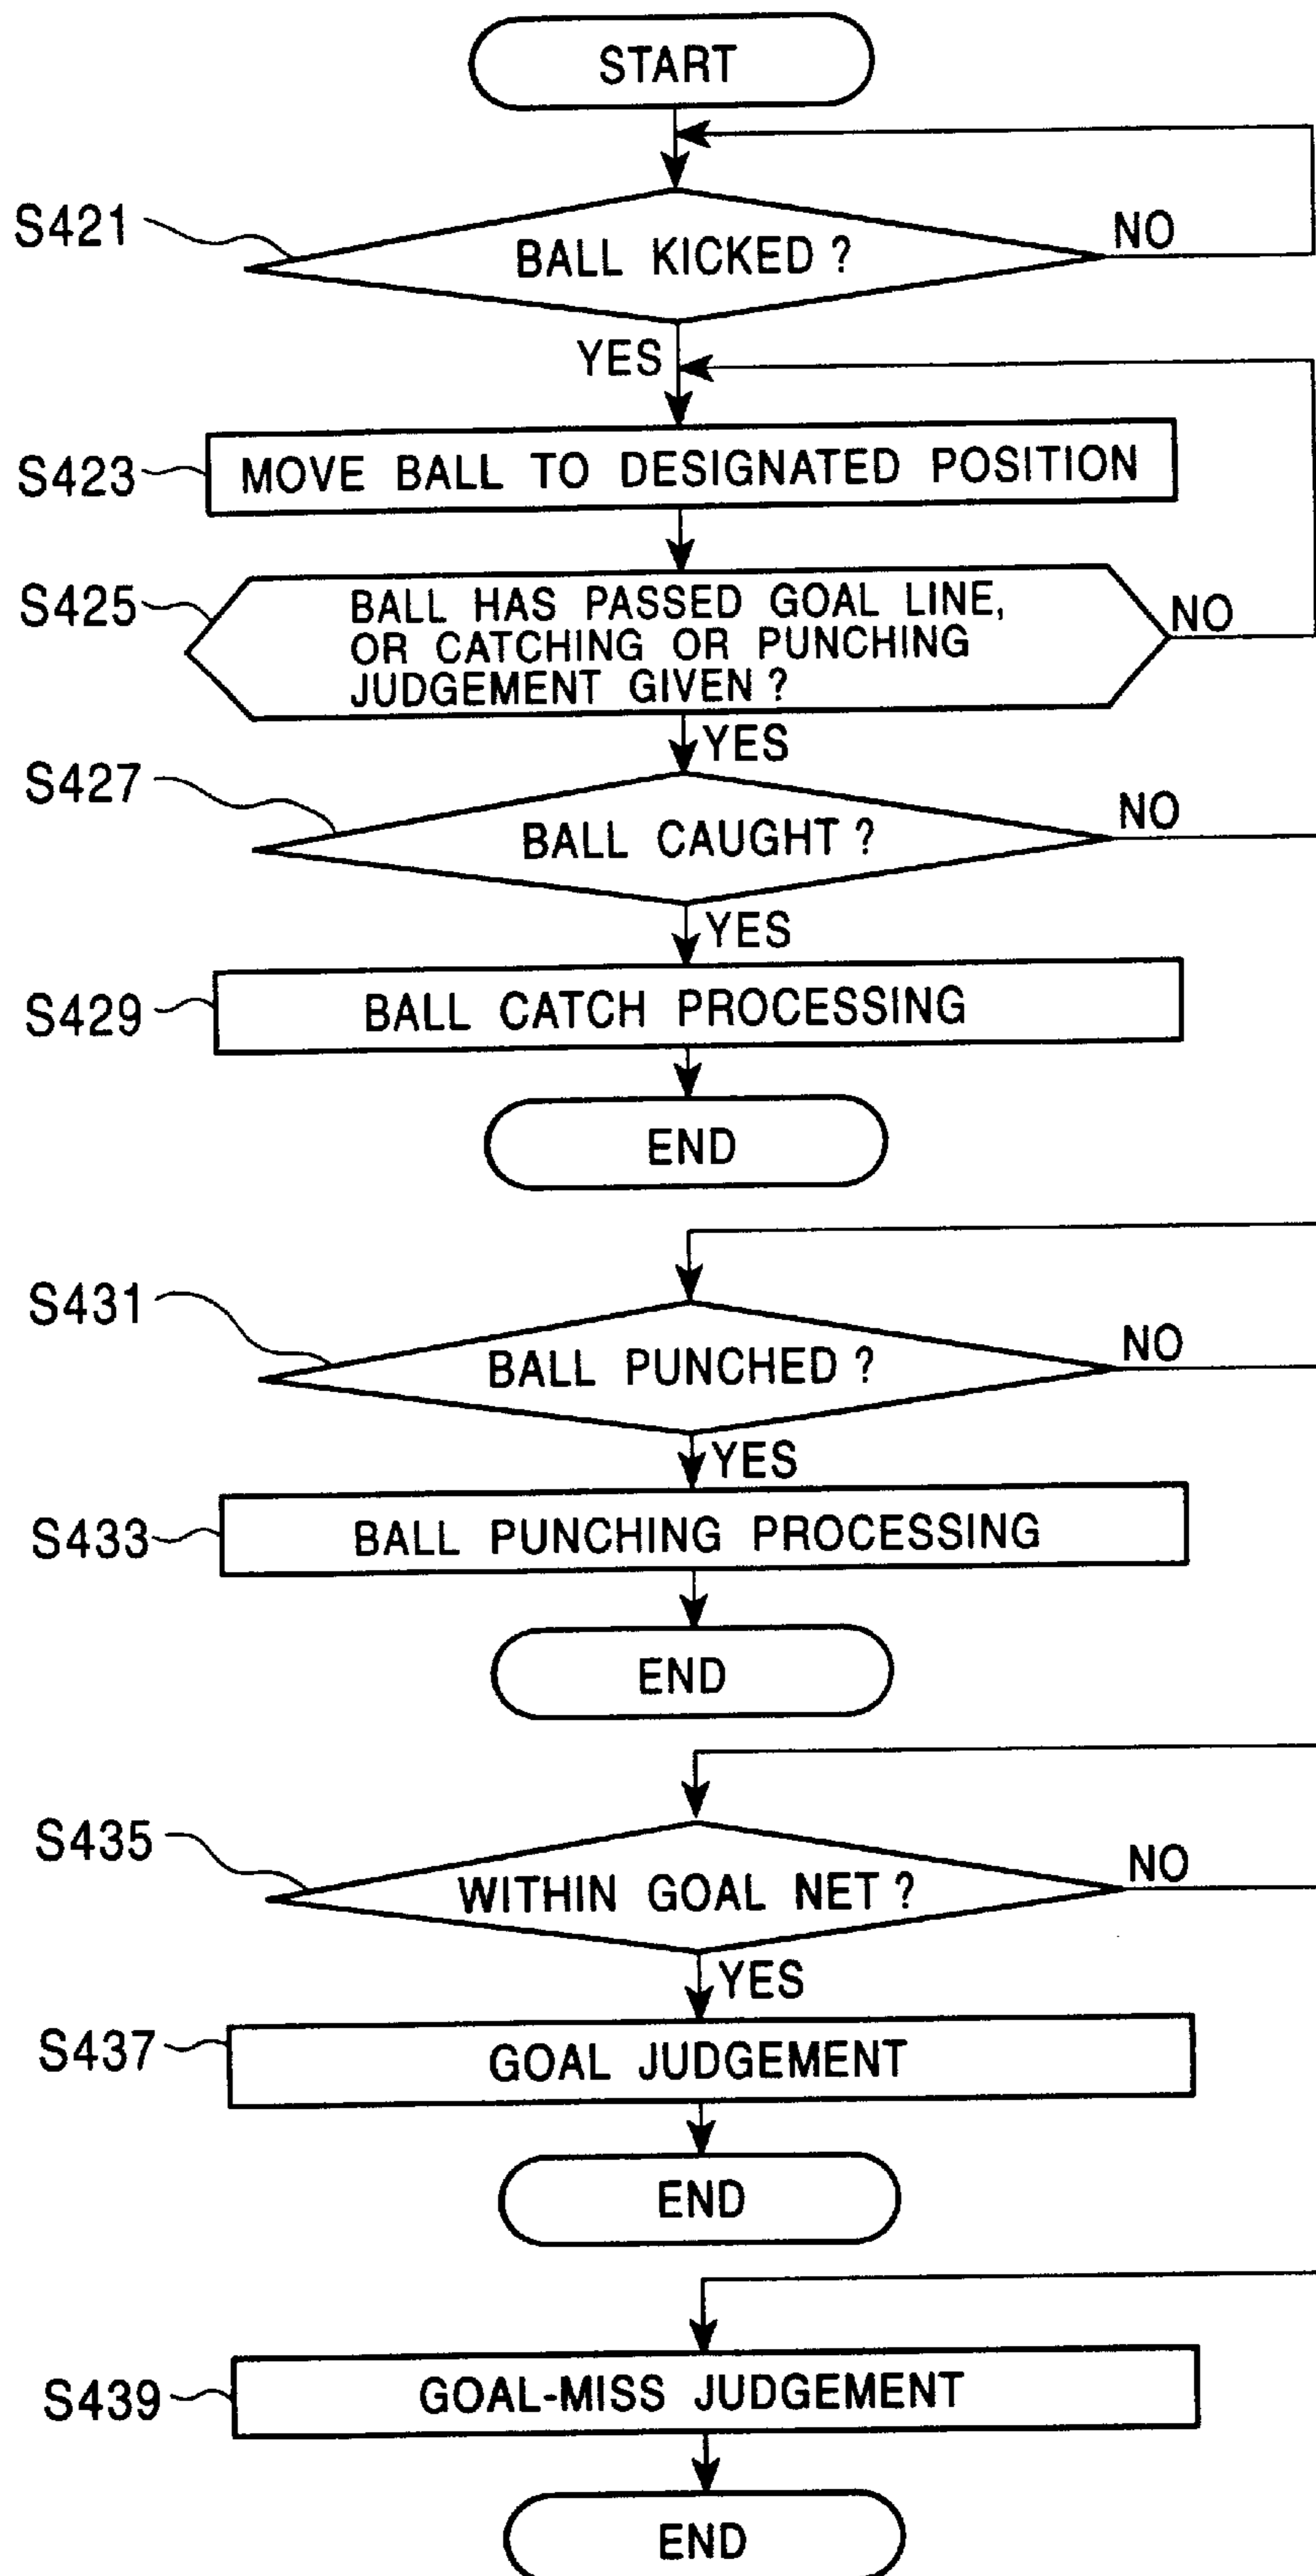 START
S421
BALL KICKED ?
NO
YES
S423
MOVE BALL TO DESIGNATED POSITION
S425
BALL HAS PASSED GOAL LINE,
OR CATCHING OR PUNCHING
JUDGEMENT GIVEN ?
NO
YES
S427
BALL CAUGHT ?
NO
YES
S429
BALL CATCH PROCESSING
END
S431
BALL PUNCHED ?
NO
YES
S433
BALL PUNCHING PROCESSING
END
S435
WITHIN GOAL NET ?
NO
YES
S437
GOAL JUDGEMENT
END
S439
GOAL-MISS JUDGEMENT
END